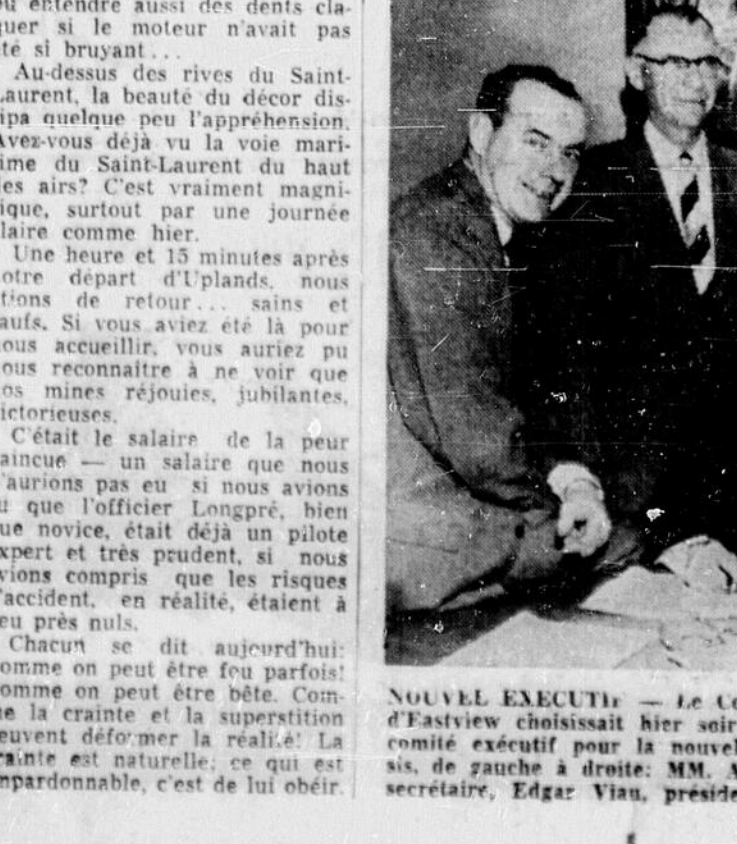 entendre aussi des dents cla-
quer si le moteur n'avait pas
té si bruyant...
Au-dessus des rives du Saint-
Laurent, la beauté du décor dis-
sipa quelque peu l'appréhension.
Avez-vous déjà vu la voie mari-
time du Saint-Laurent du haut
des airs? C'est vraiment magni-
fique, surtout par une journée
claire comme hier.
Une heure et 15 minutes après
notre départ d'Uplands, nous
étions de retour... sains et
saufs. Si vous aviez été là pour
nous accueillir, vous auriez pu
nous reconnaître à ne voir que
nos mines réjouies, jubilantes,
victorieuses.
C'était le salaire de la peur
vaincue — un salaire que nous
n'aurions pas eu si nous avions
vu que l'officier Longpré, bien
que novice, était déjà un pilote
expert et très prudent, si nous
avions compris que les risques
d'accident, en réalité, étaient à
peu près nuls.
Chacun se dit aujourd'hui:
comme on peut être fou parfois!
comme on peut être bête. Com-
me la crainte et la superstition
peuvent déformer la réalité! La
crainte est naturelle; ce qui est
impardonnable, c'est de lui obéir.
NOUVEL EXECUTIF — Le Co
d'Eastview choisissait hier soir
comité exécutif pour la nouvel
sis, de gauche à droite: MM. A
secrétaire, Edgar Viau, préside